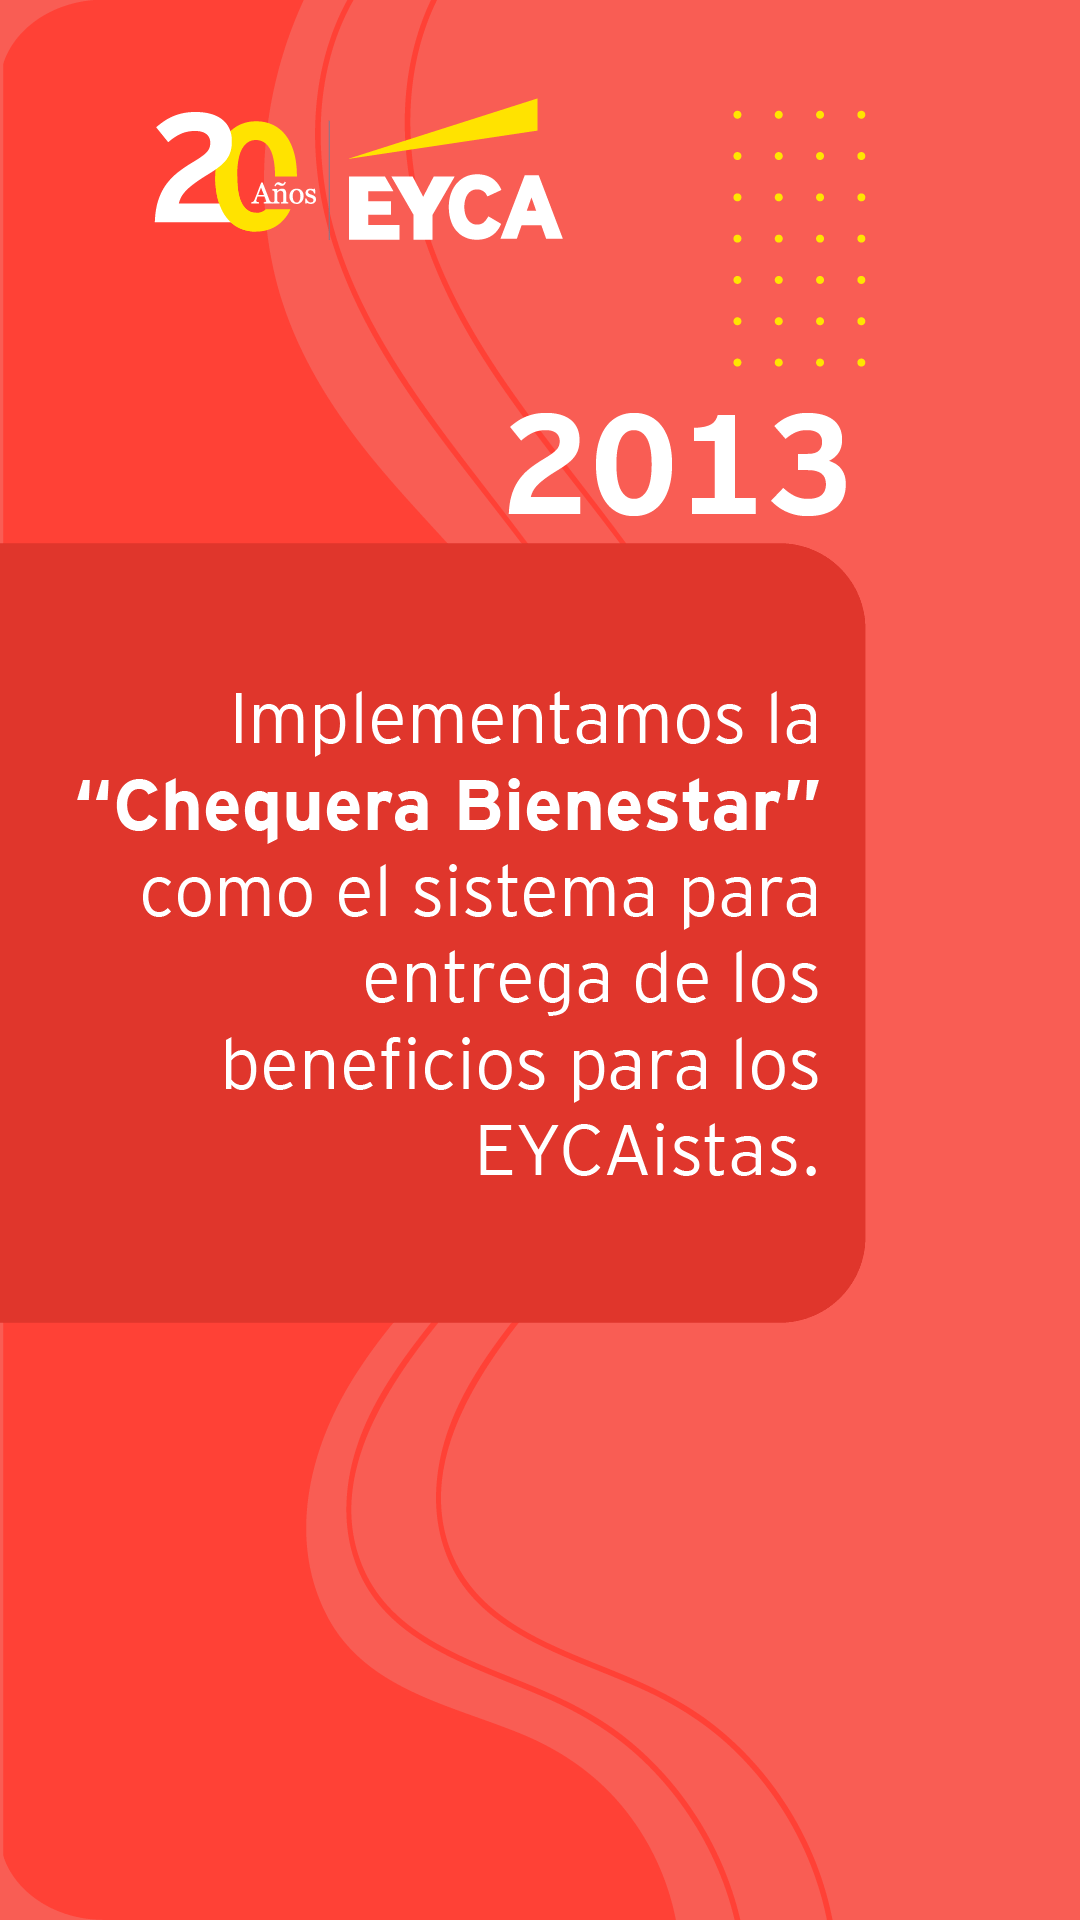 20 Años
EYCA
2013
Implementamos la
“Chequera Bienestar”
como el sistema para
entrega de los
beneficios para los
EYCAistas.